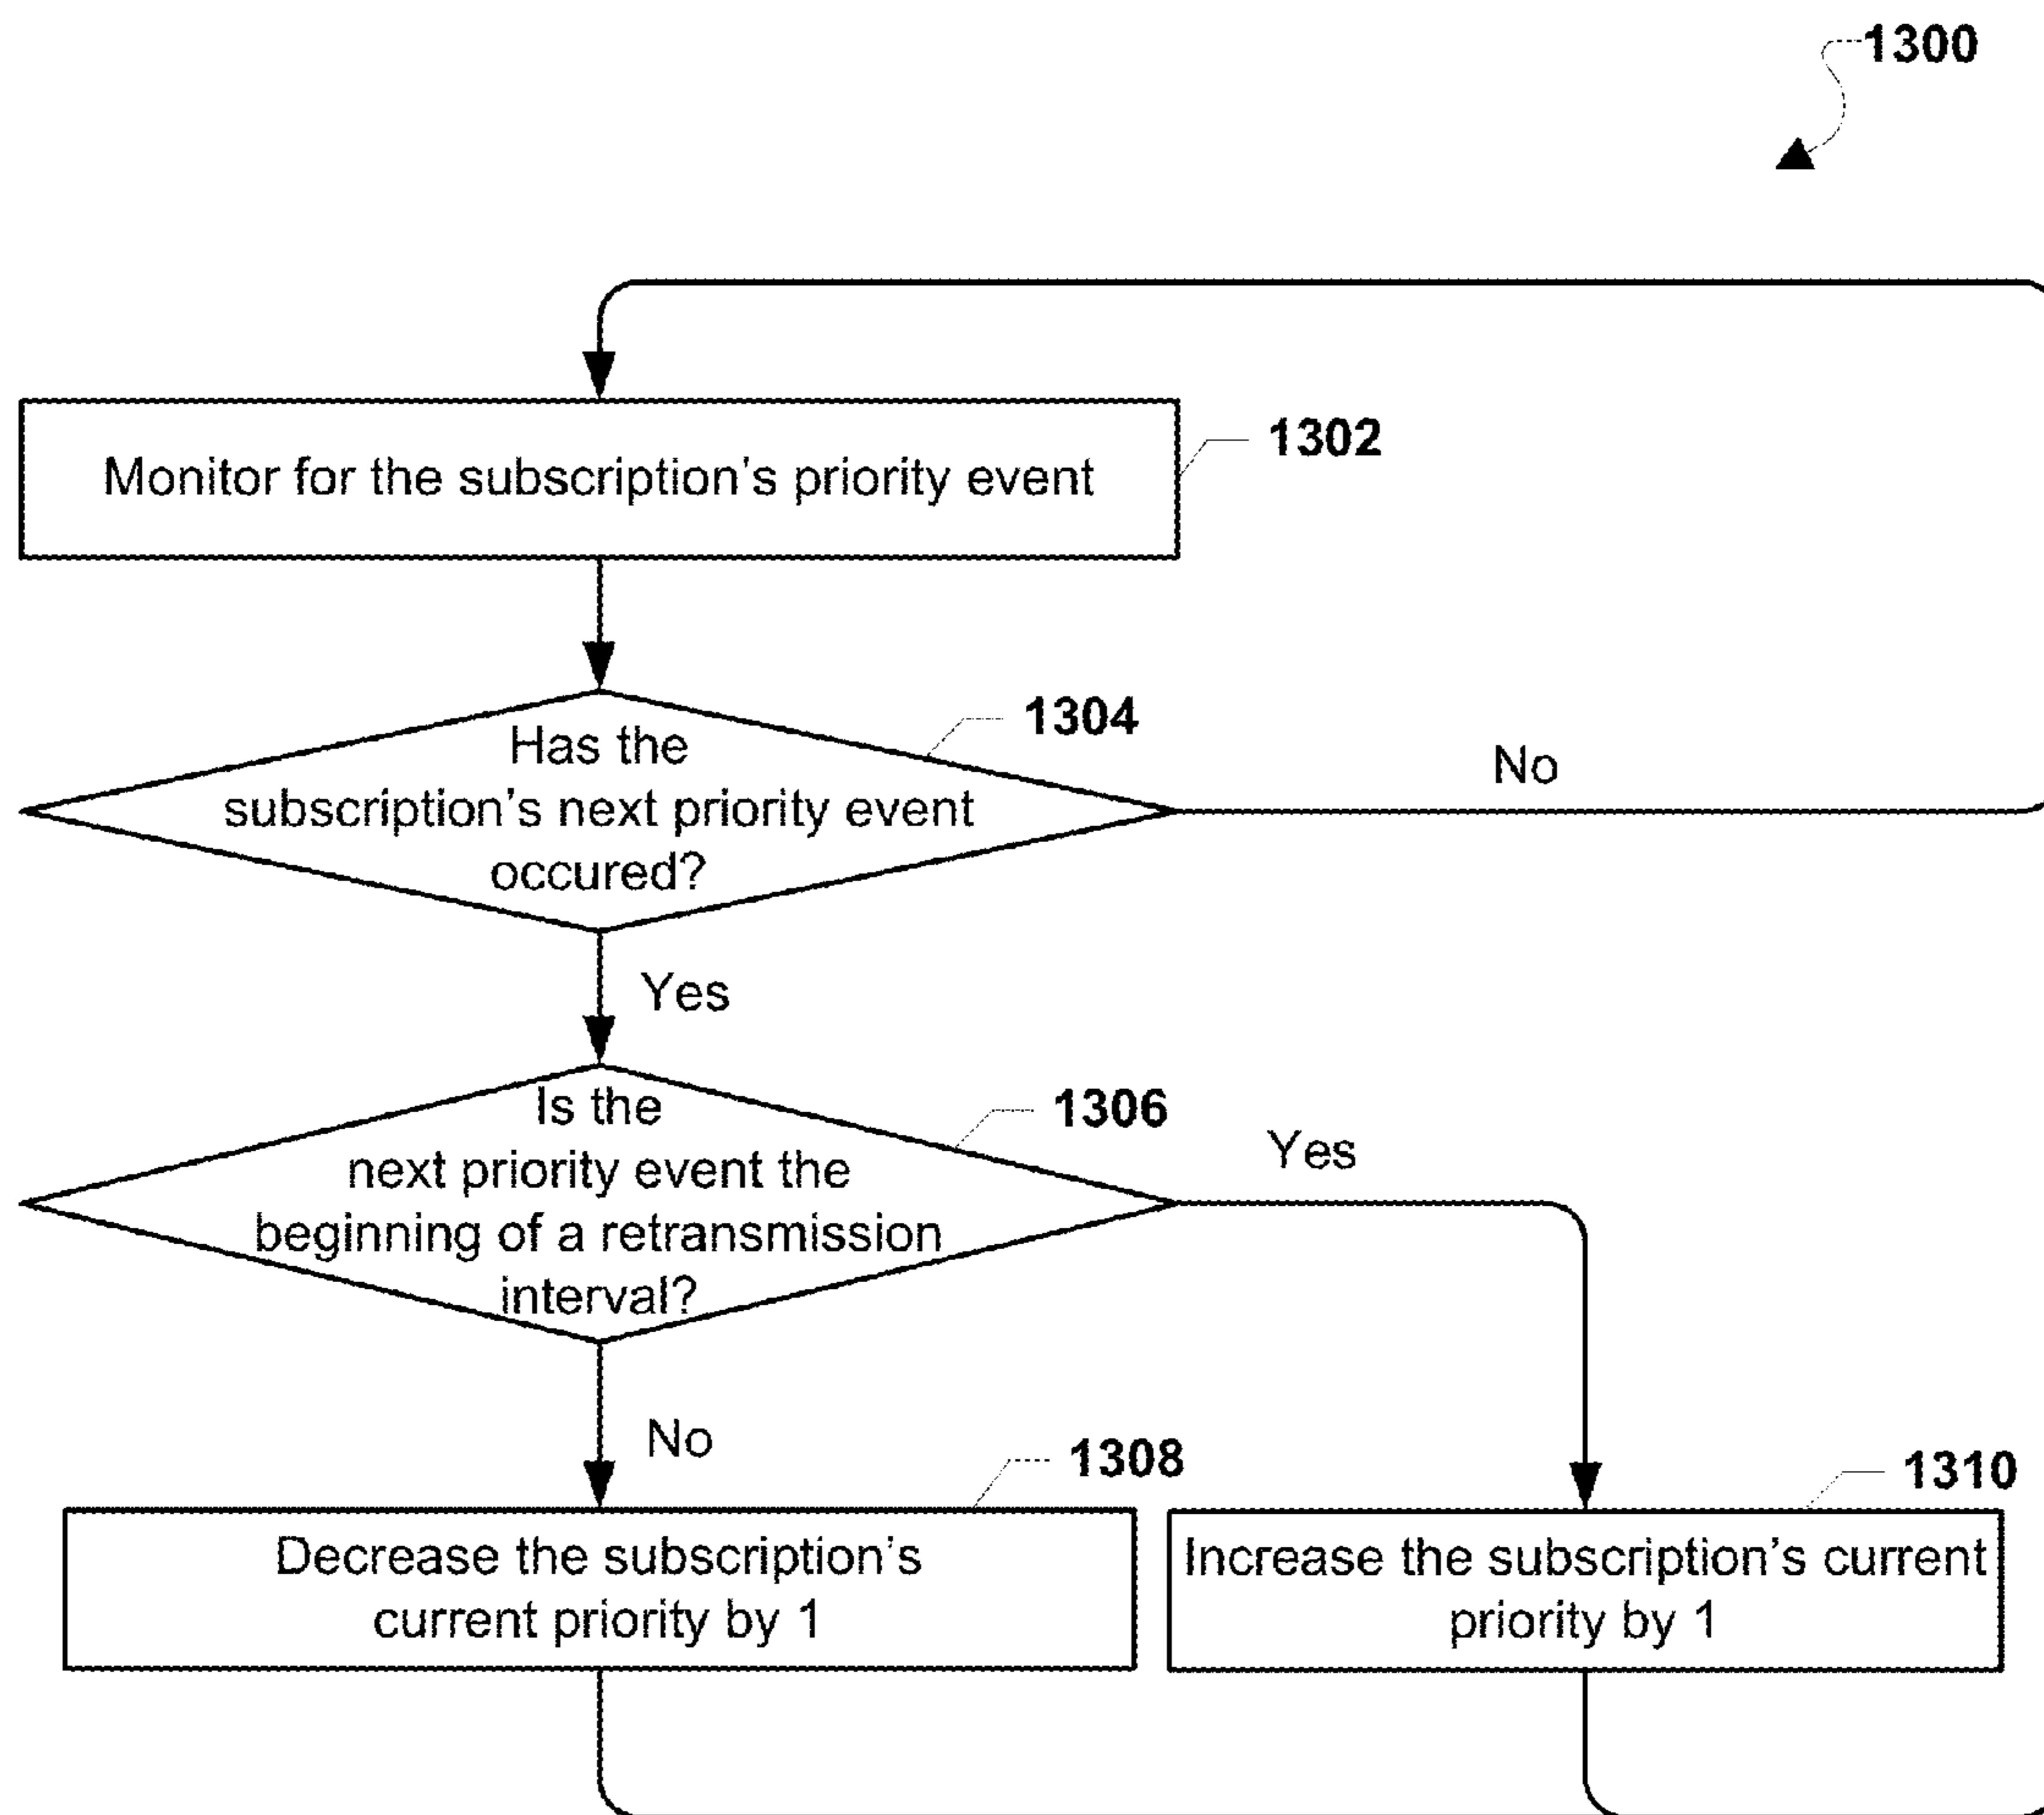 1300
Monitor for the subscription's priority event
1302
Has the
subscription's next priority event
occured?
1304
No
Yes
Is the
next priority event the
beginning of a retransmission
interval?
1306
Yes
No
Decrease the subscription's
current priority by 1
1308
Increase the subscription's current
priority by 1
1310